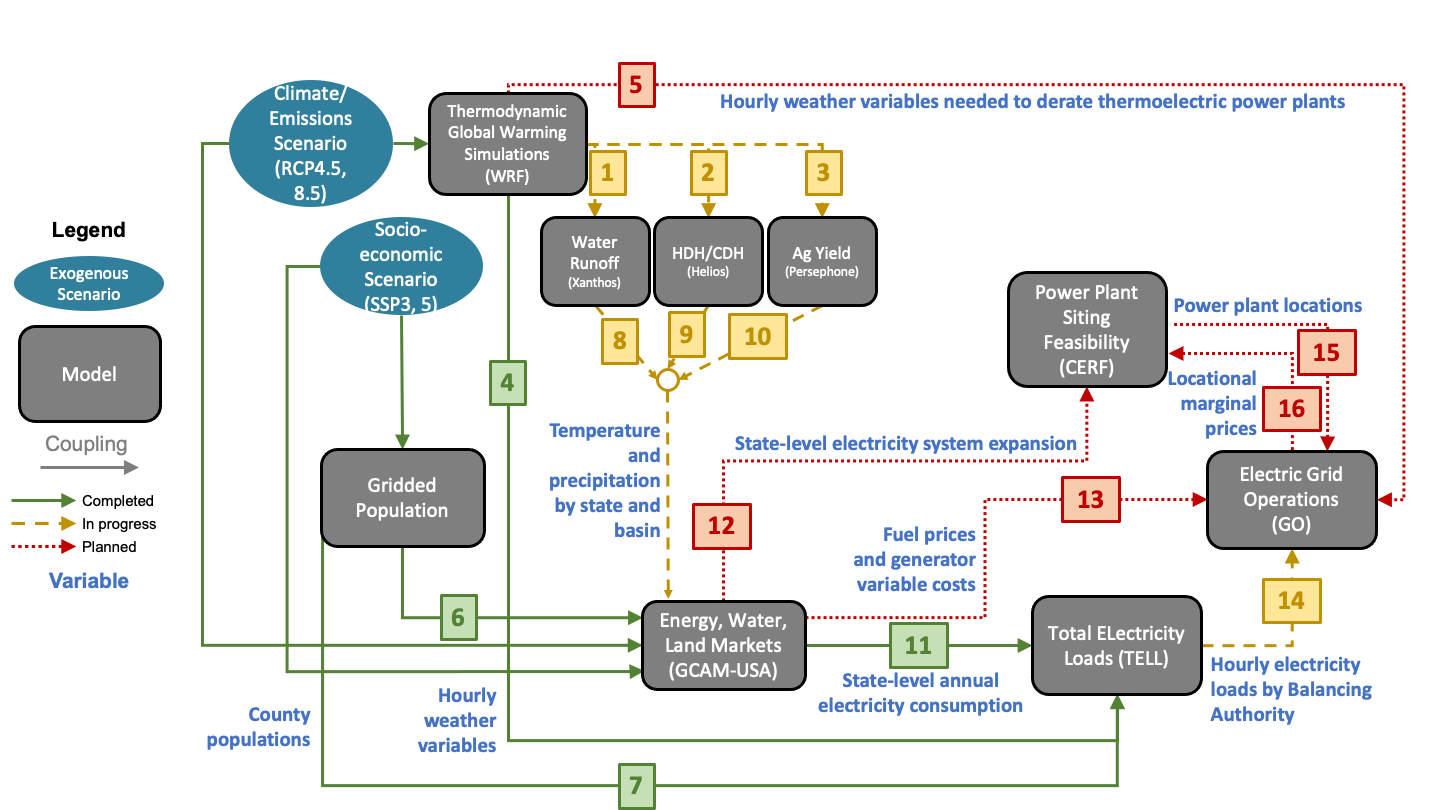 5
Hourly weather variables needed to derate thermoelectric power plants
Climate/
Emissions
Scenario
(RCP4.5,
8.5)
Thermodynamic
Global Warming
Simulations
(WRF)
1
2
3
Socio-
economic
Scenario
(SSP3, 5)
Water
Runoff
(Xanthos)
HDH/CDH
(Helios)
Ag Yield
(Persephone)
Legend
Exogenous
Scenario
Model
Coupling
Completed
In progress
Planned
Variable
8
9
10
4
Power Plant
Siting
Feasibility
(CERF)
Power plant locations
15
Locational
marginal
prices
16
Temperature
and
precipitation
by state and
basin
State-level electricity system expansion
Gridded
Population
12
13
Electric Grid
Operations
(GO)
Fuel prices
and generator
variable costs
14
6
Energy, Water,
Land Markets
(GCAM-USA)
11
State-level annual
electricity consumption
Total ELectricity
Loads (TELL)
Hourly electricity
loads by Balancing
Authority
County
populations
Hourly
weather
variables
7